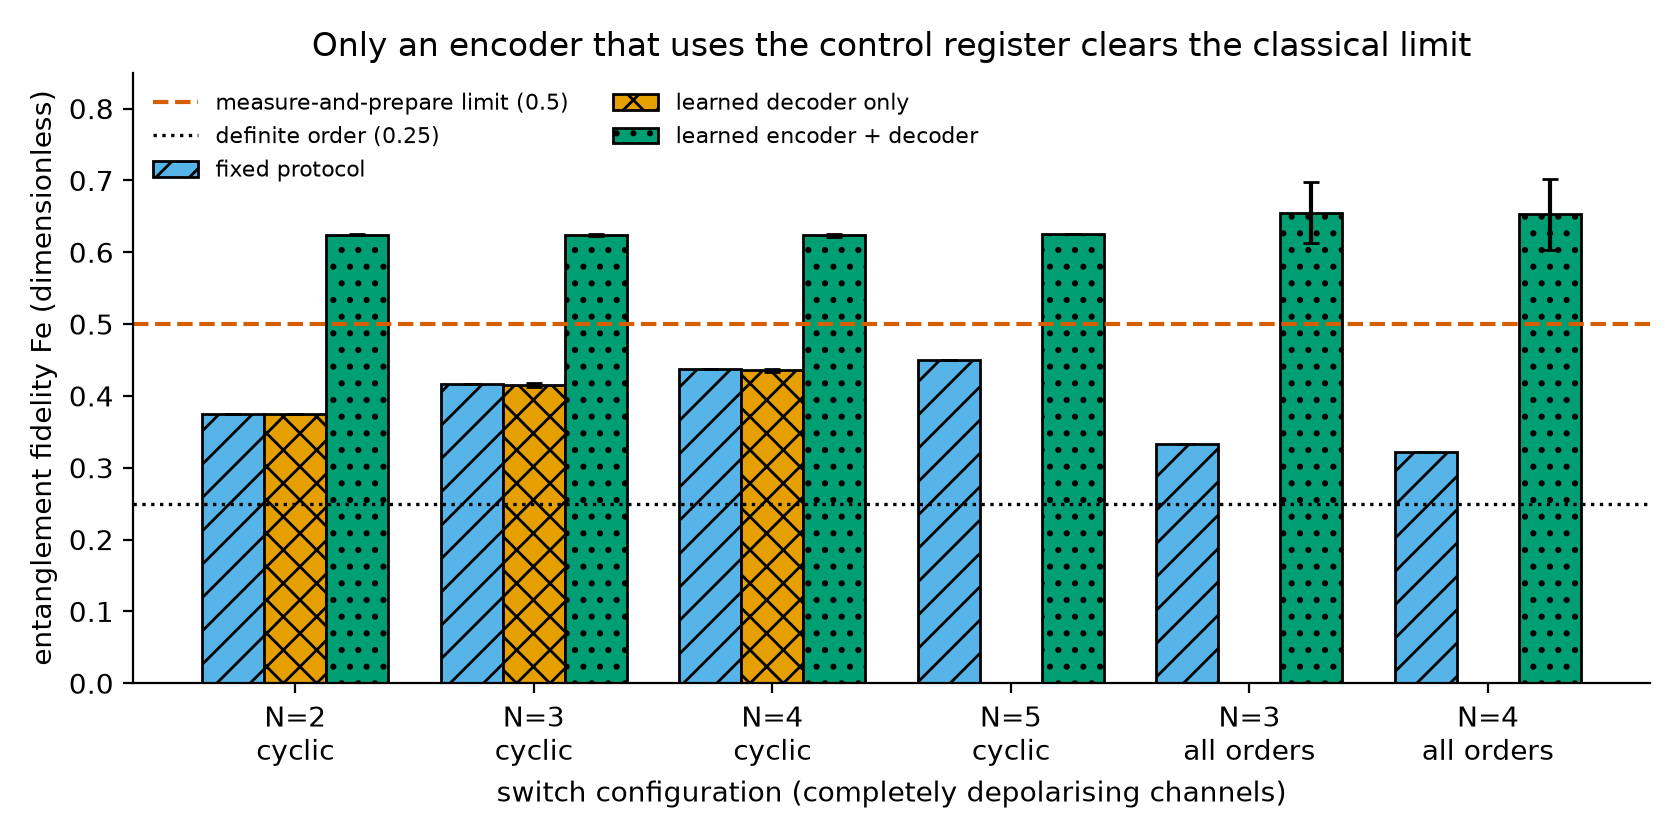 Only an encoder that uses the control register clears the classical limit
measure-and-prepare limit (0.5)
definite order (0.25)
fixed protocol
learned decoder only
learned encoder + decoder
entanglement fidelity Fe (dimensionless)
0.8
0.7
0.6
0.5
0.4
0.3
0.2
0.1
0.0
N=2
cyclic
N=3
cyclic
N=4
cyclic
N=5
cyclic
N=3
all orders
N=4
all orders
switch configuration (completely depolarising channels)